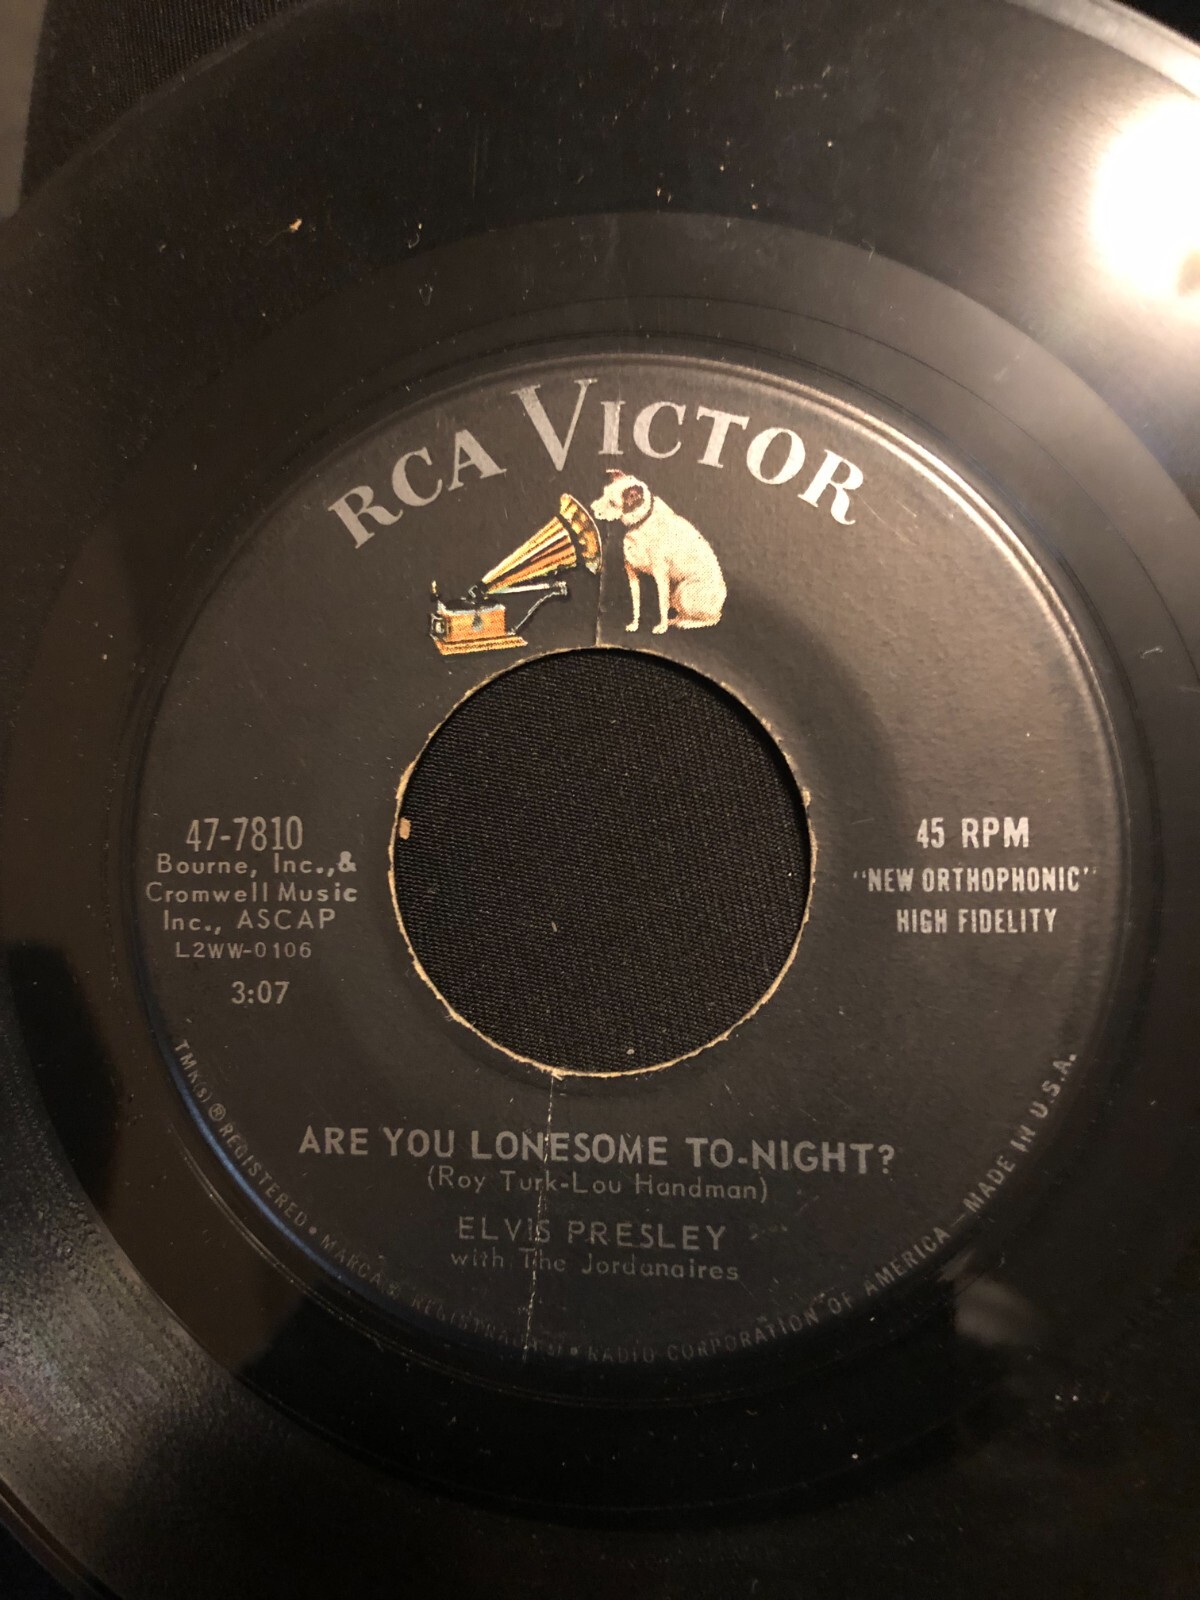 RCA VICTOR
47-7810
Bourne, Inc.,&
Cromwell Music
Inc., ASCAP
L2WW-0106
3:07
45 RPM
"NEW ORTHOPHONIC"
HIGH FIDELITY
ARE YOU LONESOME TO-NIGHT?
(Roy Turk-Lou Handman)
ELVIS PRESLEY
with The Jordanaires
TMK(s) ® REGISTERED • MARCA • RADIO CORPORATION OF AMERICA—MADE IN U.S.A.